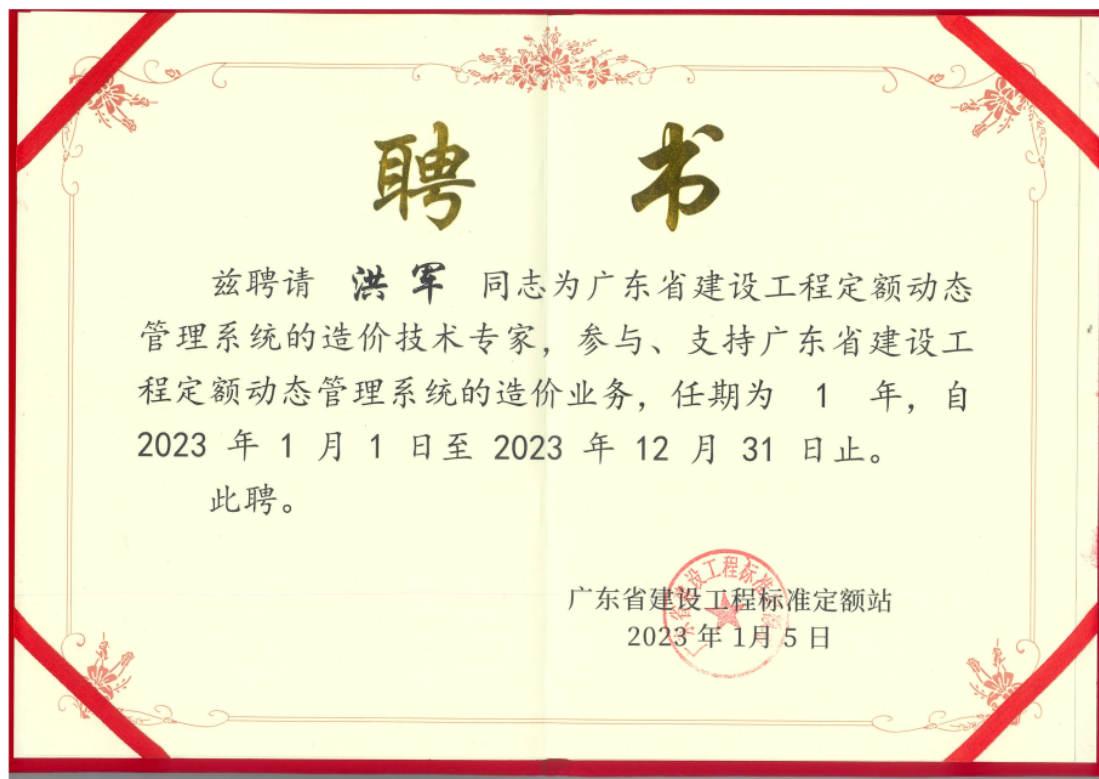 聘 书
兹聘请 洪军 同志为广东省建设工程定额动态
管理系统的造价技术专家，参与、支持广东省建设工
程定额动态管理系统的造价业务，任期为 1 年，自
2023 年 1 月 1 日至 2023 年 12 月 31 日止。
此聘。
广东省建设工程标准定额站
2023 年 1月 5 日